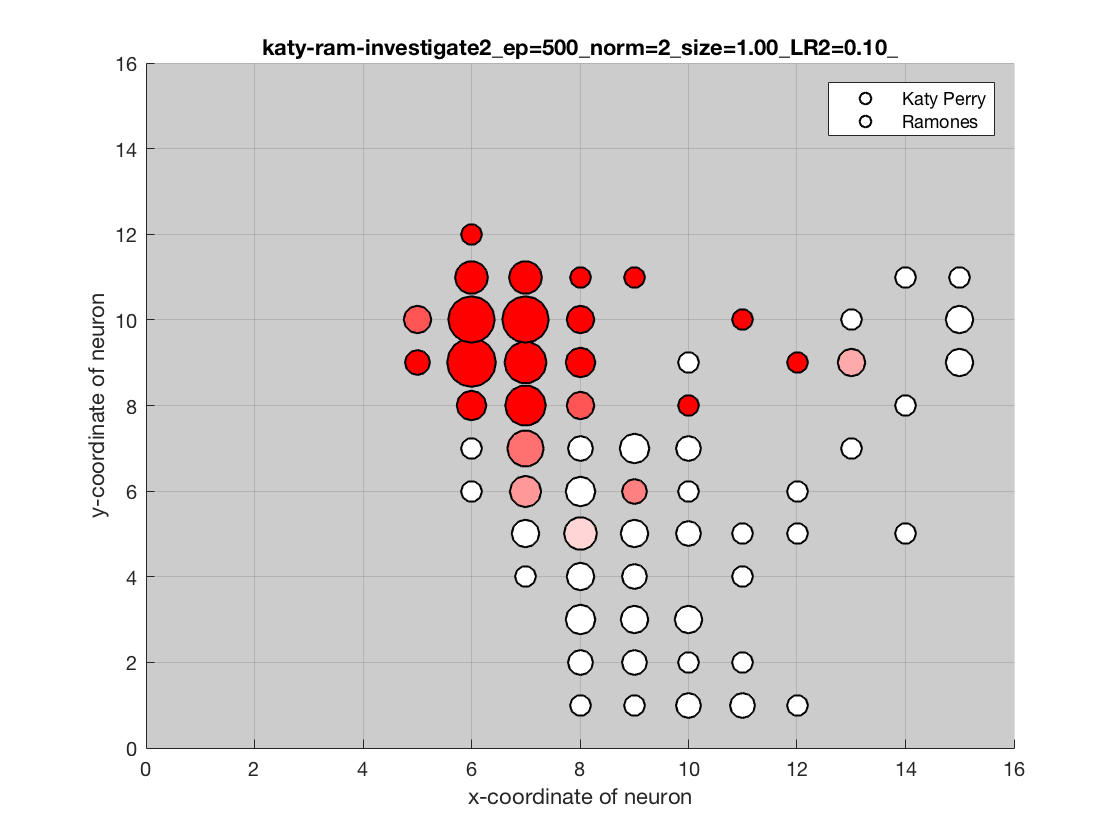 katy-ram-investigate2_ep=500_norm=2_size=1.00_LR2=0.10_
16
14
12
10
8
6
4
2
0
y-coordinate of neuron
Katy Perry
Ramones
0 2 4 6 8 10 12 14 16
x-coordinate of neuron